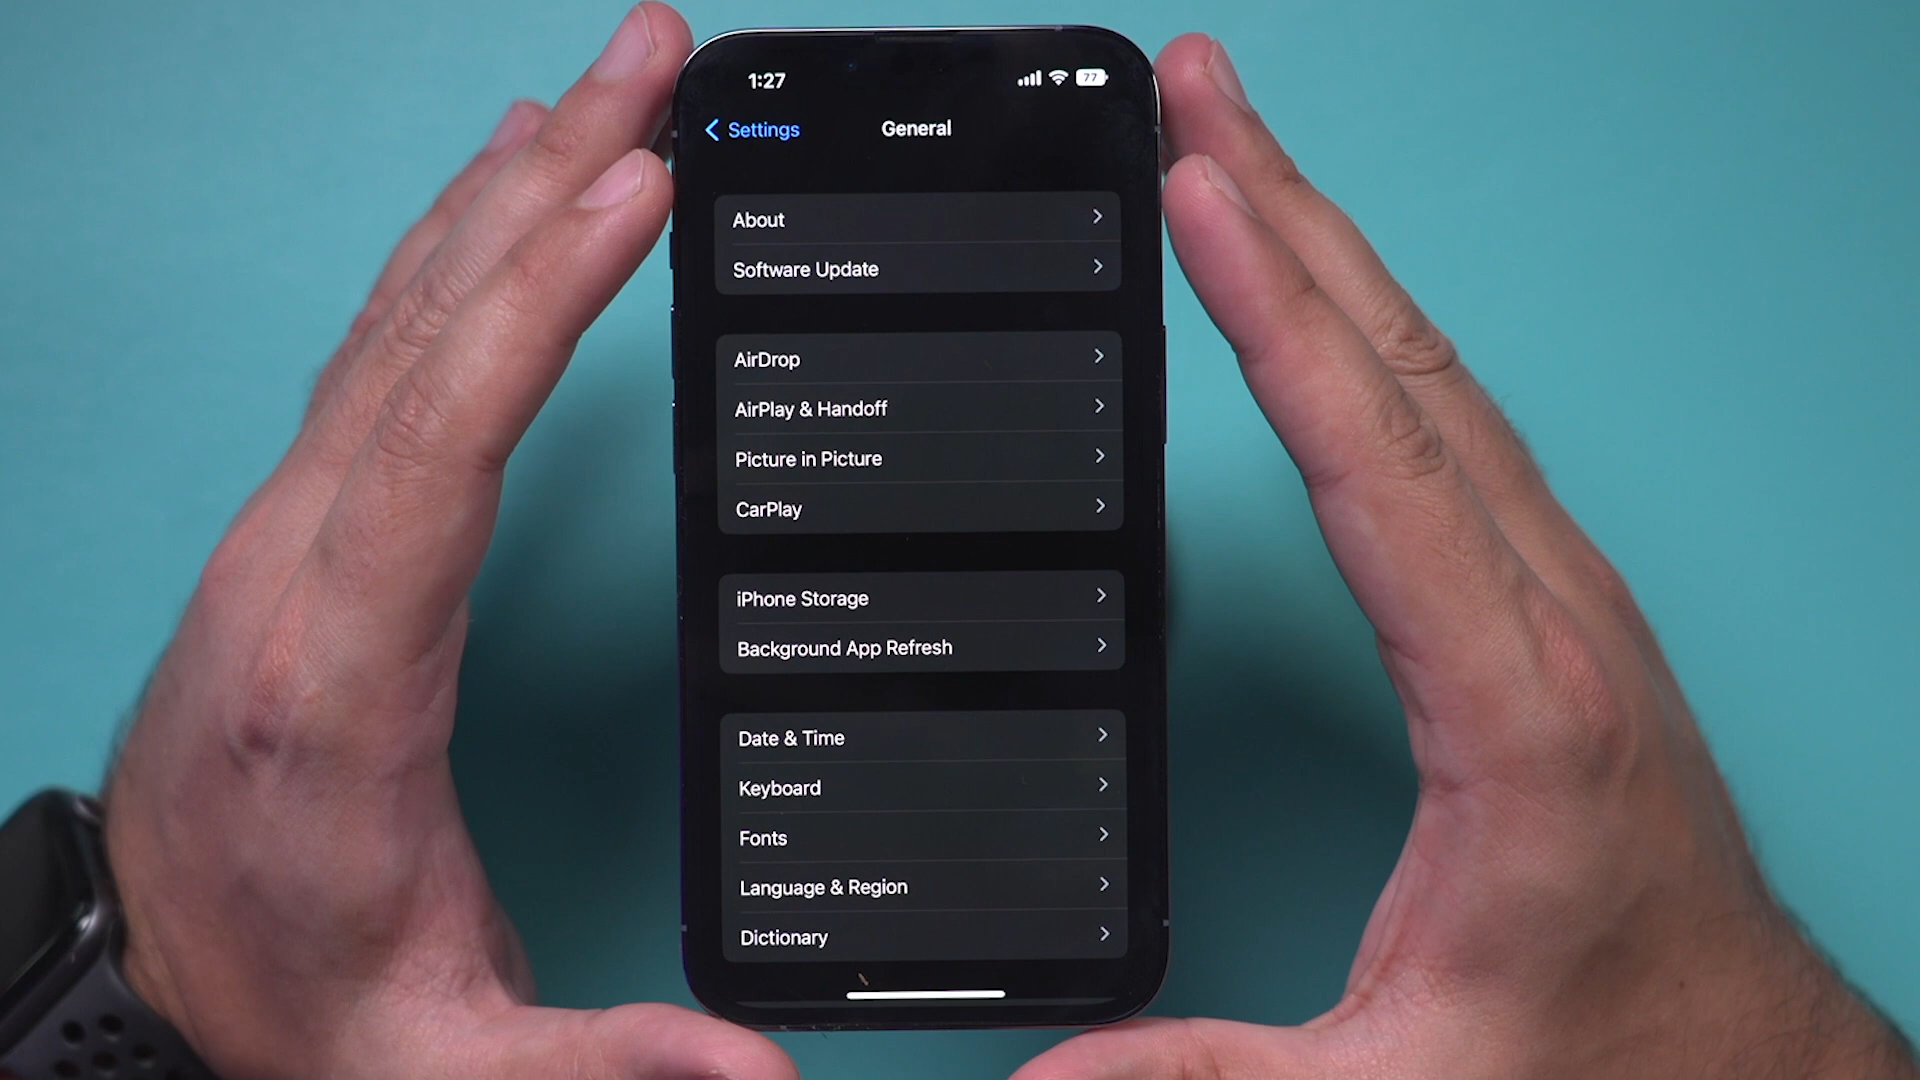 1:27
77
Settings
General
About
Software Update
AirDrop
AirPlay & Handoff
Picture in Picture
CarPlay
iPhone Storage
Background App Refresh
Date & Time
Keyboard
Fonts
Language & Region
Dictionary